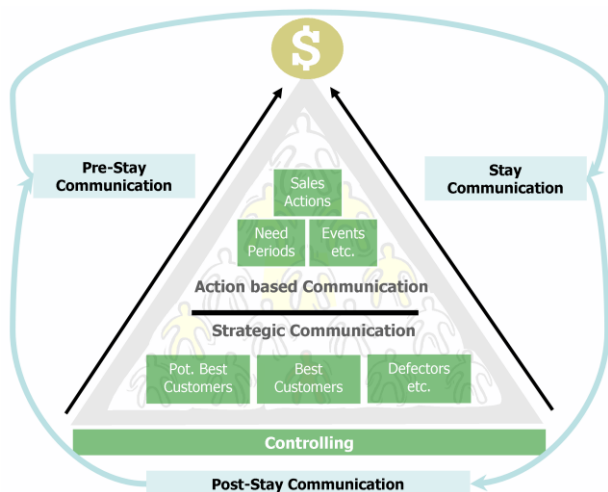 $
Pre-Stay
Communication
Stay
Communication
Sales
Actions
Need
Periods
Events
etc.
Action based Communication
Strategic Communication
Pot. Best
Customers
Best
Customers
Defectors
etc.
Controlling
Post-Stay Communication